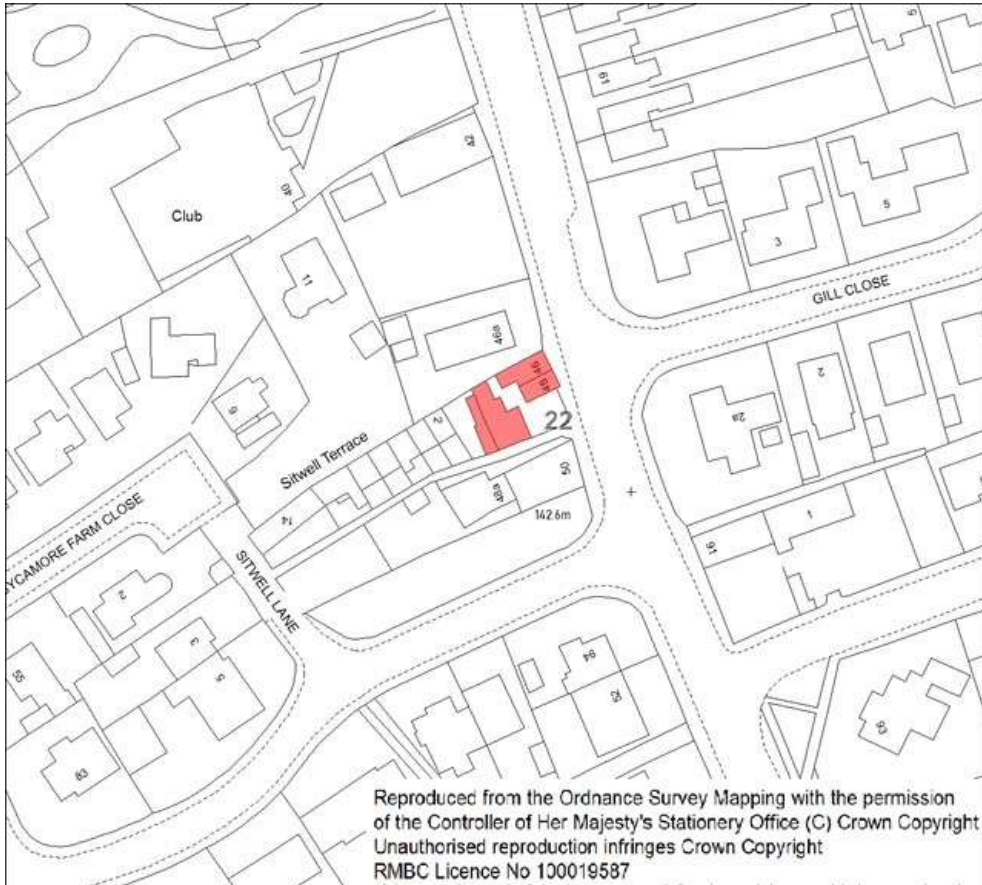 61
9
42
40
Club
5
3
11
GILL CLOSE
46a
46
48
2
2
2a
9
22
Sitwell Terrace
50
48a
142.6m
14
SYCAMORE FARM CLOSE
SITWELL LANE
1
91
2
3
5
55
94
92
93
83
Reproduced from the Ordnance Survey Mapping with the permission
of the Controller of Her Majesty's Stationery Office (C) Crown Copyright
Unauthorised reproduction infringes Crown Copyright
RMBC Licence No 100019587